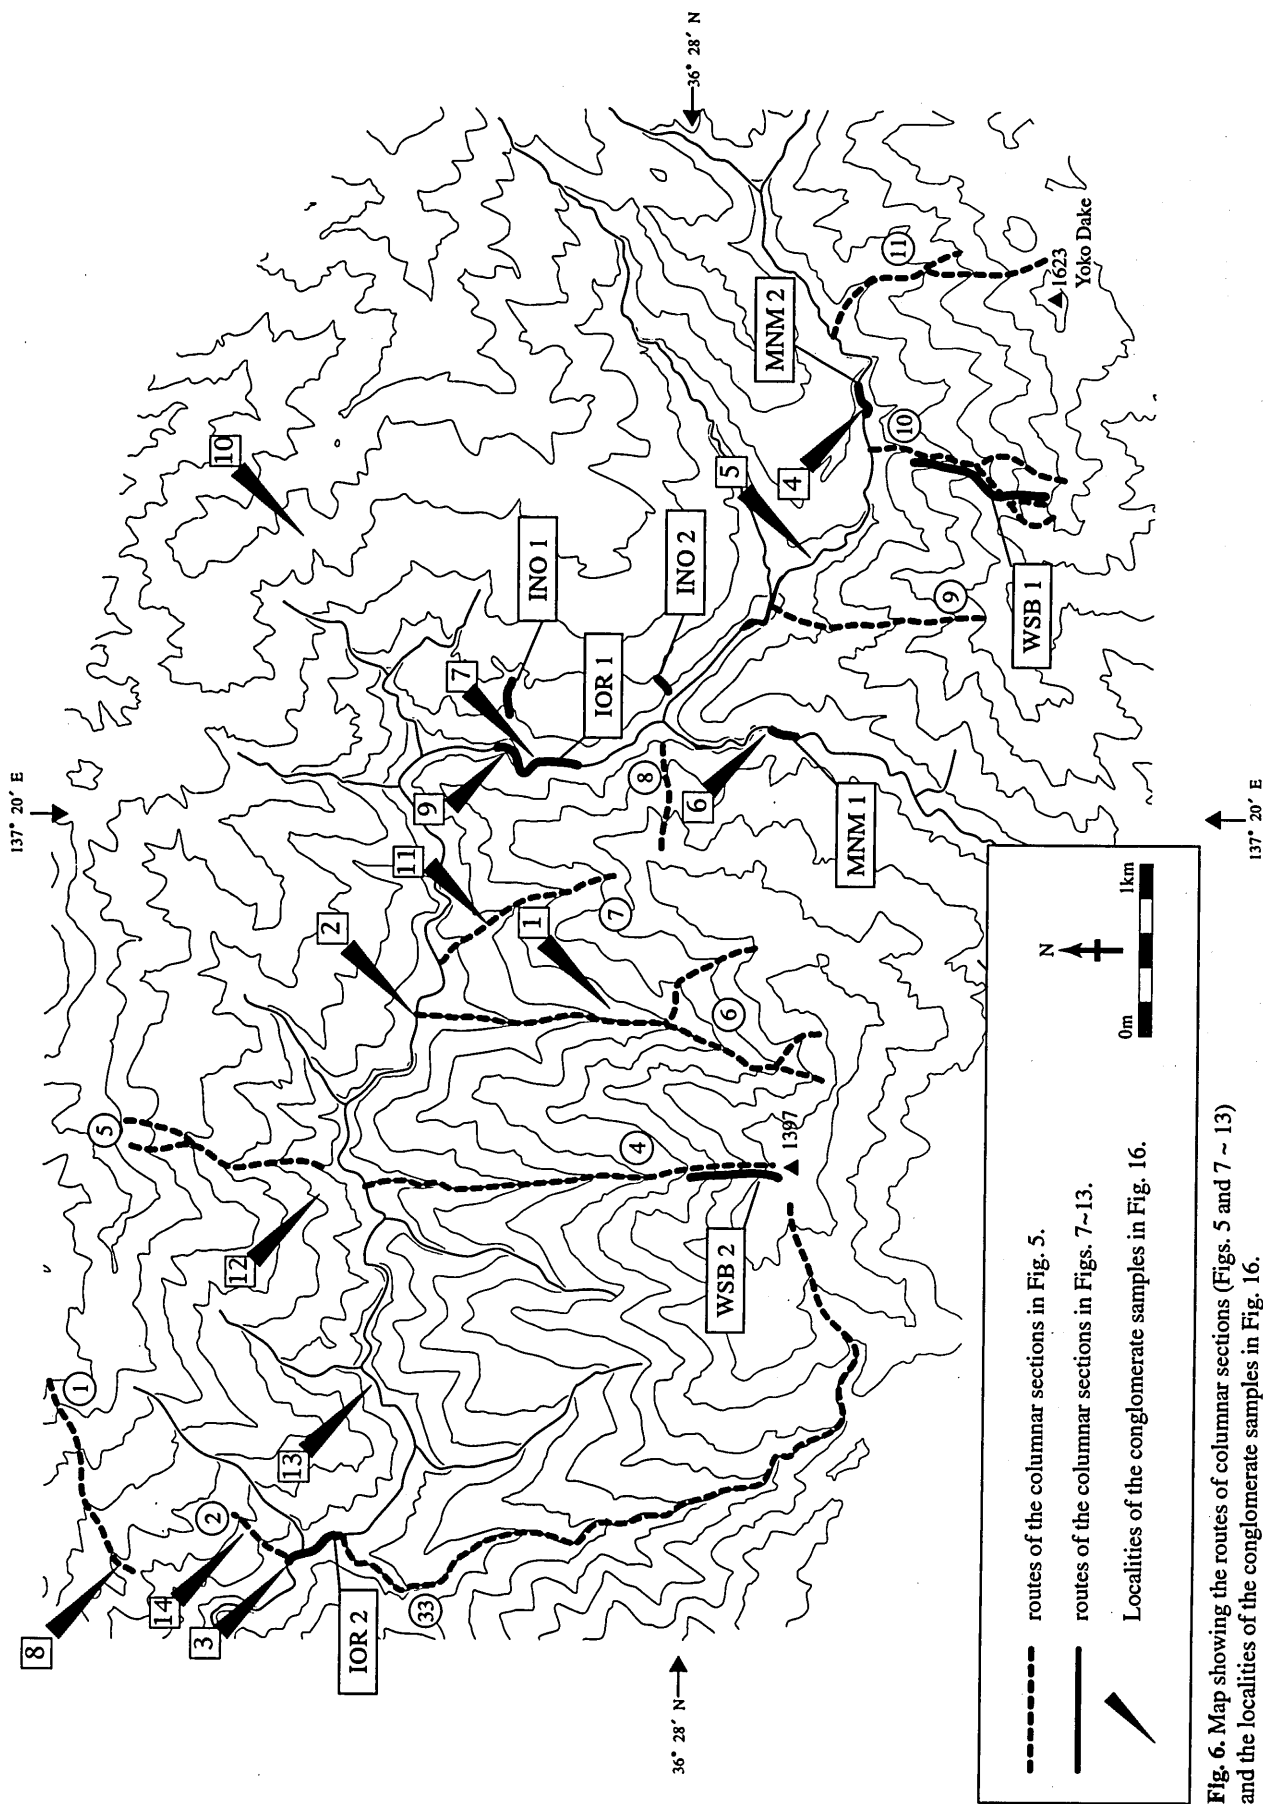 137° 20′ E
36° 28′ N
36° 28′ N
137° 20′ E
8
14
3
IOR 2
33
2
1
13
12
5
4
WSB 2
1397
2
11
1
6
7
9
7
8
6
IOR 1
INO 1
INO 2
MNM 1
10
5
4
MNM 2
9
10
11
WSB 1
1623
Yoko Dake
N
0m
1km
routes of the columnar sections in Fig. 5.
routes of the columnar sections in Figs. 7~13.
Localities of the conglomerate samples in Fig. 16.
Fig. 6. Map showing the routes of columnar sections (Figs. 5 and 7 ~ 13)
and the localities of the conglomerate samples in Fig. 16.